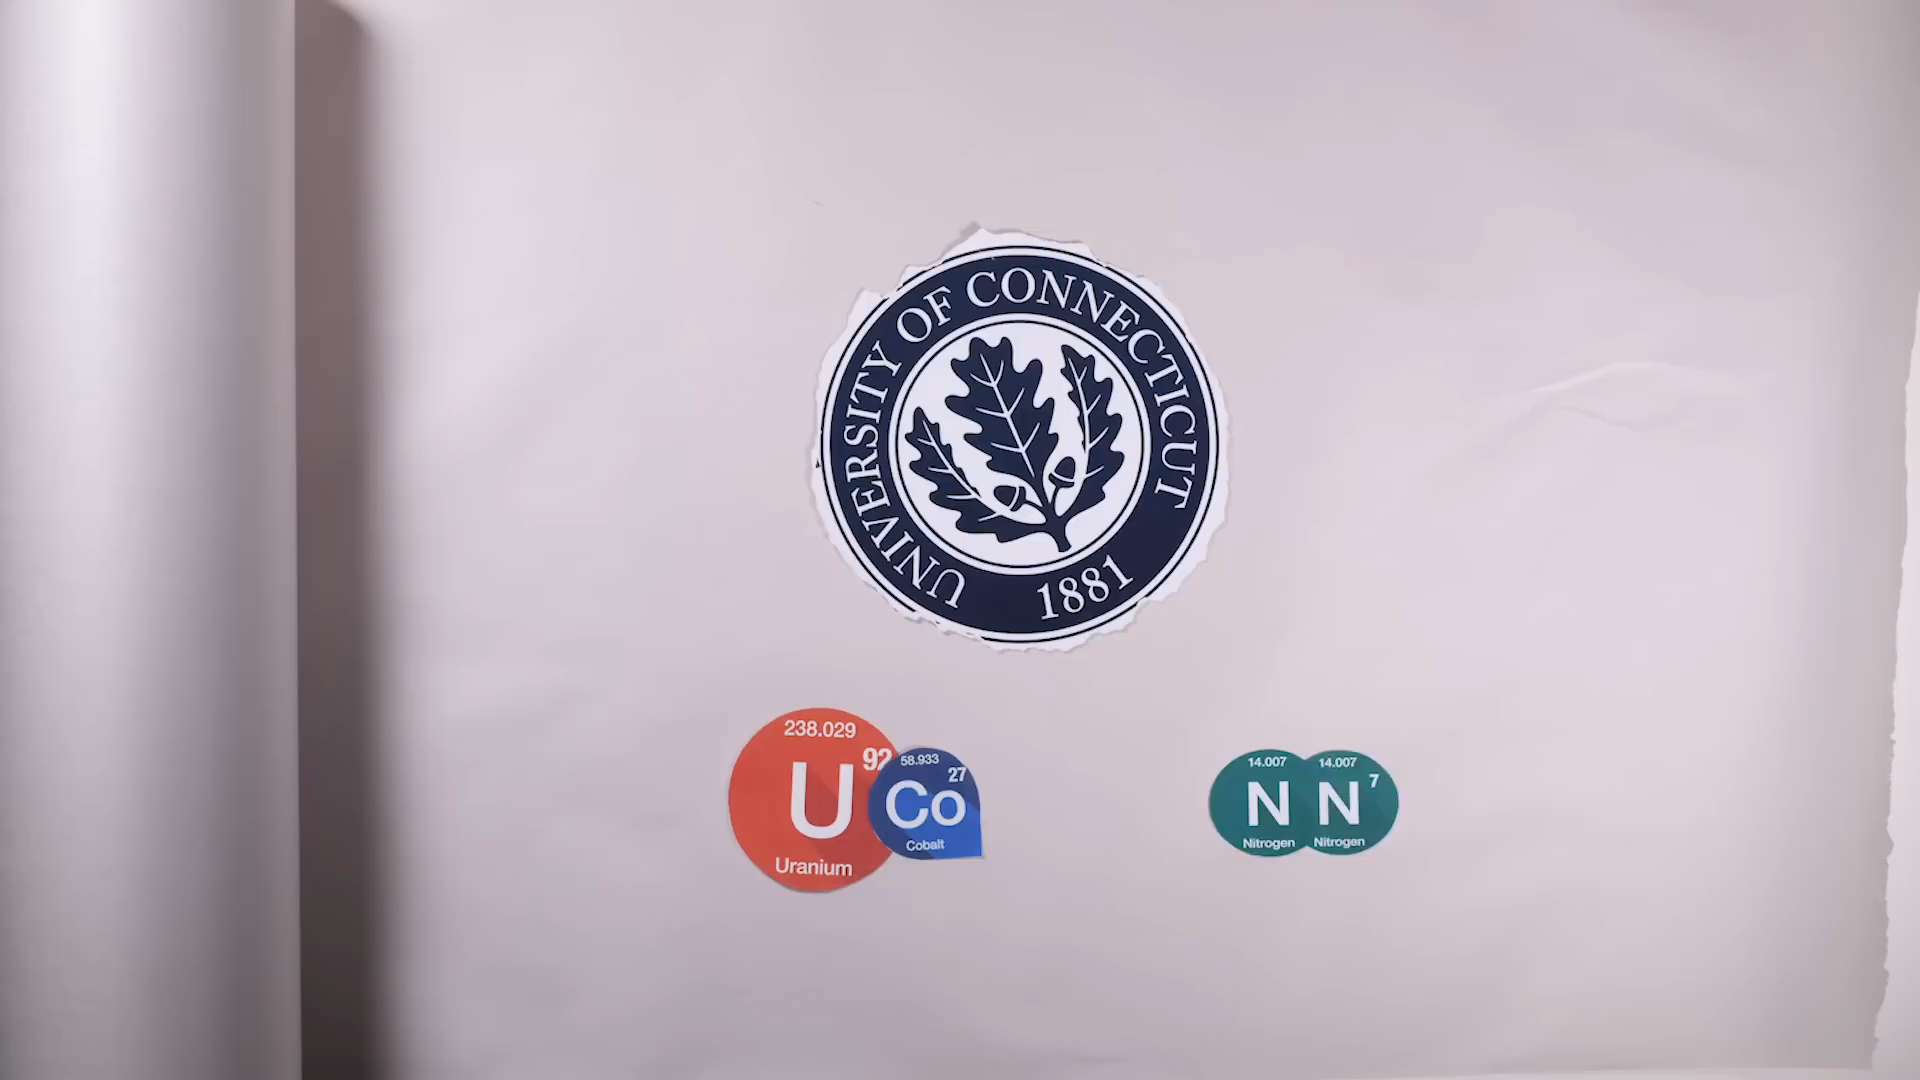 UNIVERSITY OF CONNECTICUT
1881
238.029
92
U
Uranium
58.933
27
Co
Cobalt
14.007
N
Nitrogen
14.007
7
N
Nitrogen